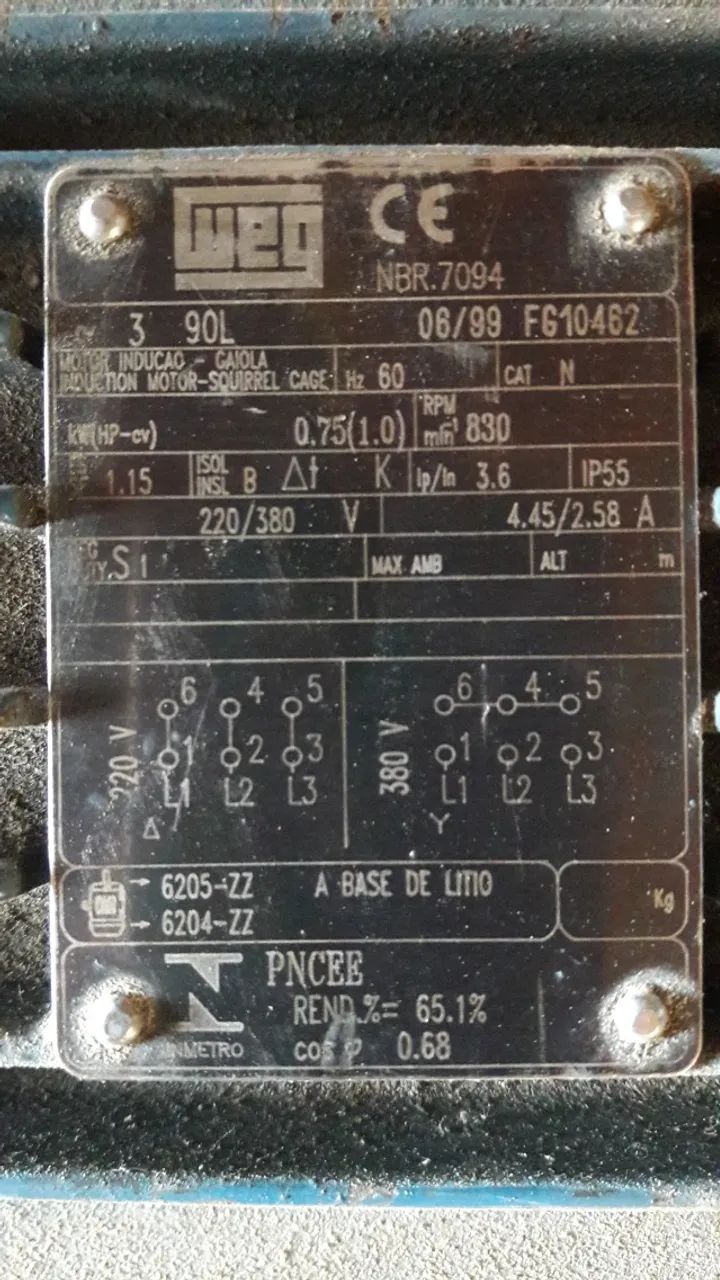 WEG CE
NBR.7094
~ 3 90L 06/99 FG10462
MOTOR INDUCAO - GAIOLA
INDUCTION MOTOR-SQUIRREL CAGE Hz 60 CAT N
kW(HP-cv) 0.75(1.0) RPM min⁻¹ 830
1.15 ISOL INSL B Δt K Ip/In 3.6 IP55
220/380 V 4.45/2.58 A
S1 MAX AMB ALT m
6 4 5 6 4 5
220 V 1 2 3 380 V 1 2 3
L1 L2 L3 L1 L2 L3
Δ Y
6205-ZZ A BASE DE LITIO
6204-ZZ Kg
PNCEE
REND.%= 65.1%
INMETRO cos φ 0.68